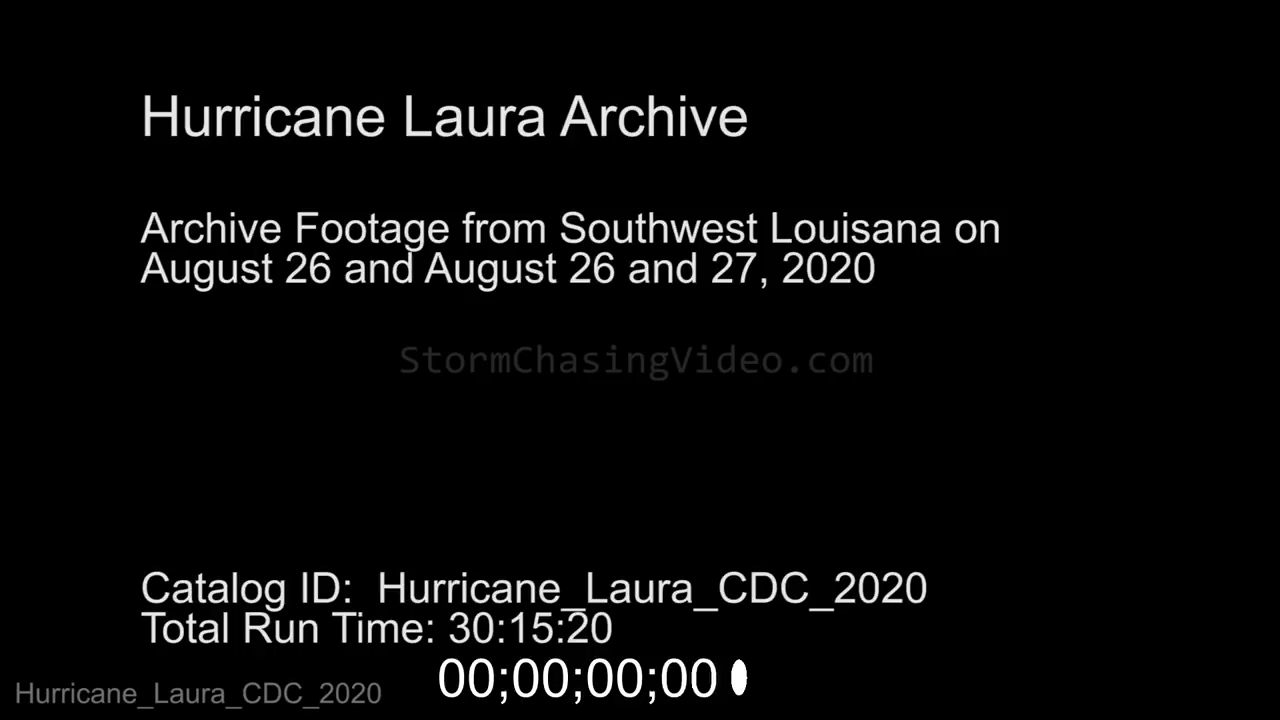 Hurricane Laura Archive
Archive Footage from Southwest Louisana on
August 26 and August 26 and 27, 2020
StormChasingVideo.com
Catalog ID:  Hurricane_Laura_CDC_2020
Total Run Time: 30:15:20
00;00;00;00
Hurricane_Laura_CDC_2020